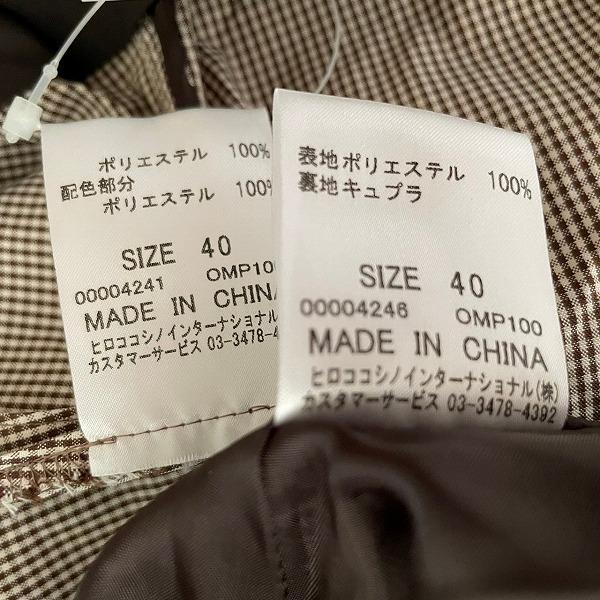 ポリエステル 100%
配色部分
ポリエステル 100%
SIZE 40
00004241 OMP100
MADE IN CHINA
ヒロココシノインターナショナル
カスタマーサービス 03-3478-4
表地ポリエステル 100%
裏地キュプラ
SIZE 40
00004246 OMP100
MADE IN CHINA
ヒロココシノインターナショナル(株)
カスタマーサービス 03-3478-4392